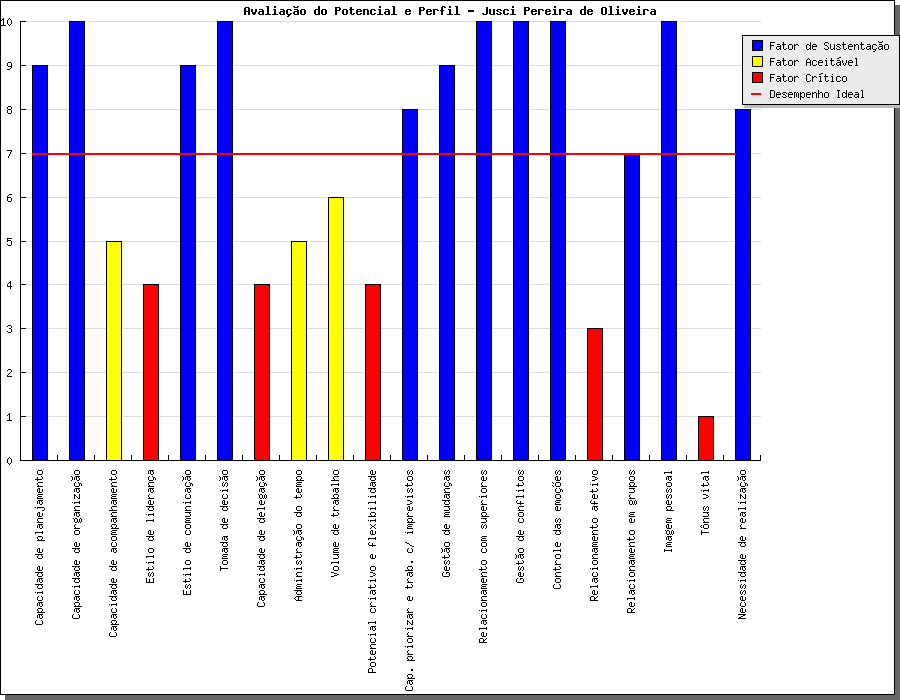 Avaliação do Potencial e Perfil - Jusci Pereira de Oliveira
Fator de Sustentação
Fator Aceitável
Fator Crítico
Desempenho Ideal
10
9
8
7
6
5
4
3
2
1
0
Capacidade de planejamento
Capacidade de organização
Capacidade de acompanhamento
Estilo de liderança
Estilo de comunicação
Tomada de decisão
Capacidade de delegação
Administração do tempo
Volume de trabalho
Potencial criativo e flexibilidade
Cap. priorizar e trab. c/ imprevistos
Gestão de mudanças
Relacionamento com superiores
Gestão de conflitos
Controle das emoções
Relacionamento afetivo
Relacionamento em grupos
Imagem pessoal
Tônus vital
Necessidade de realização